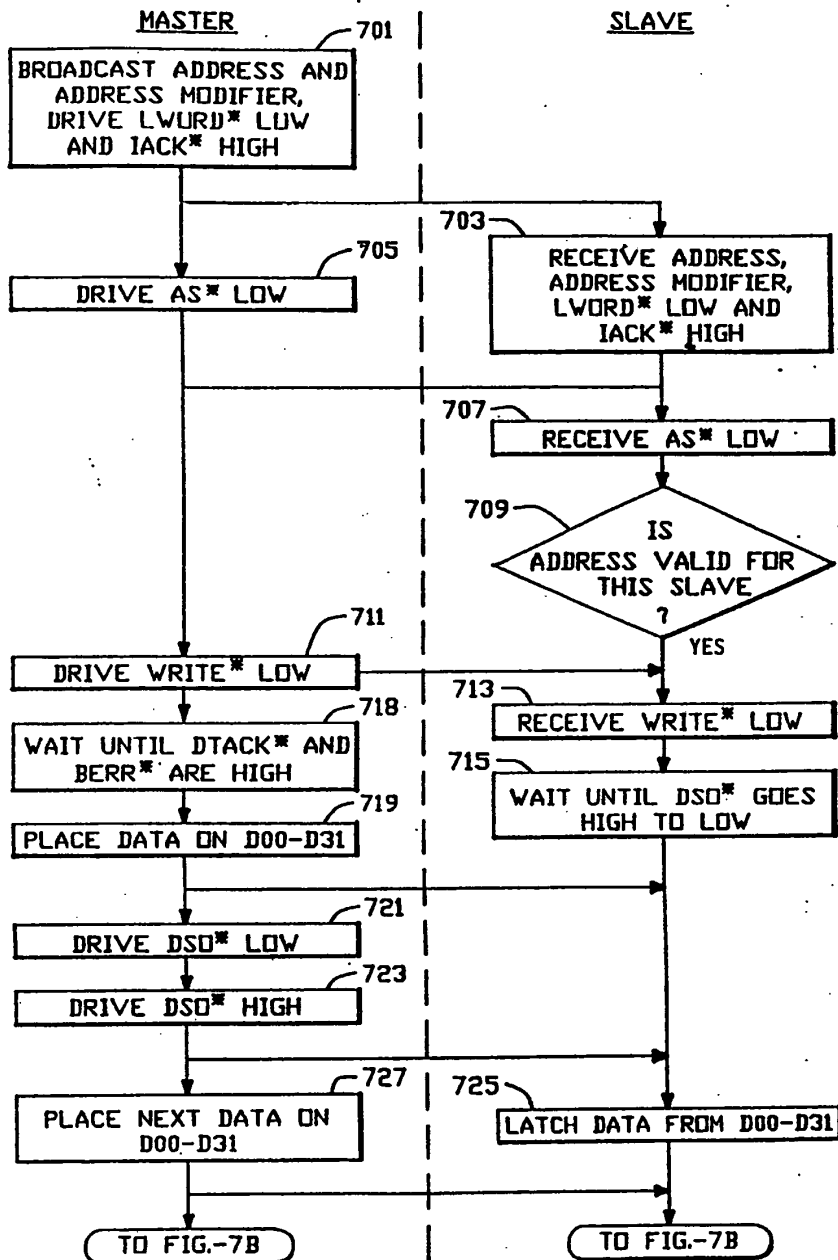 MASTER
SLAVE
701
BROADCAST ADDRESS AND
ADDRESS MODIFIER,
DRIVE LWORD* LOW
AND IACK* HIGH
703
RECEIVE ADDRESS,
ADDRESS MODIFIER,
LWORD* LOW AND
IACK* HIGH
705
DRIVE AS* LOW
707
RECEIVE AS* LOW
709
IS
ADDRESS VALID FOR
THIS SLAVE
?
YES
711
DRIVE WRITE* LOW
713
RECEIVE WRITE* LOW
718
WAIT UNTIL DTACK* AND
BERR* ARE HIGH
715
WAIT UNTIL DS0* GOES
HIGH TO LOW
719
PLACE DATA ON D00-D31
721
DRIVE DS0* LOW
723
DRIVE DS0* HIGH
727
PLACE NEXT DATA ON
D00-D31
725
LATCH DATA FROM D00-D31
TO FIG.-7B
TO FIG.-7B